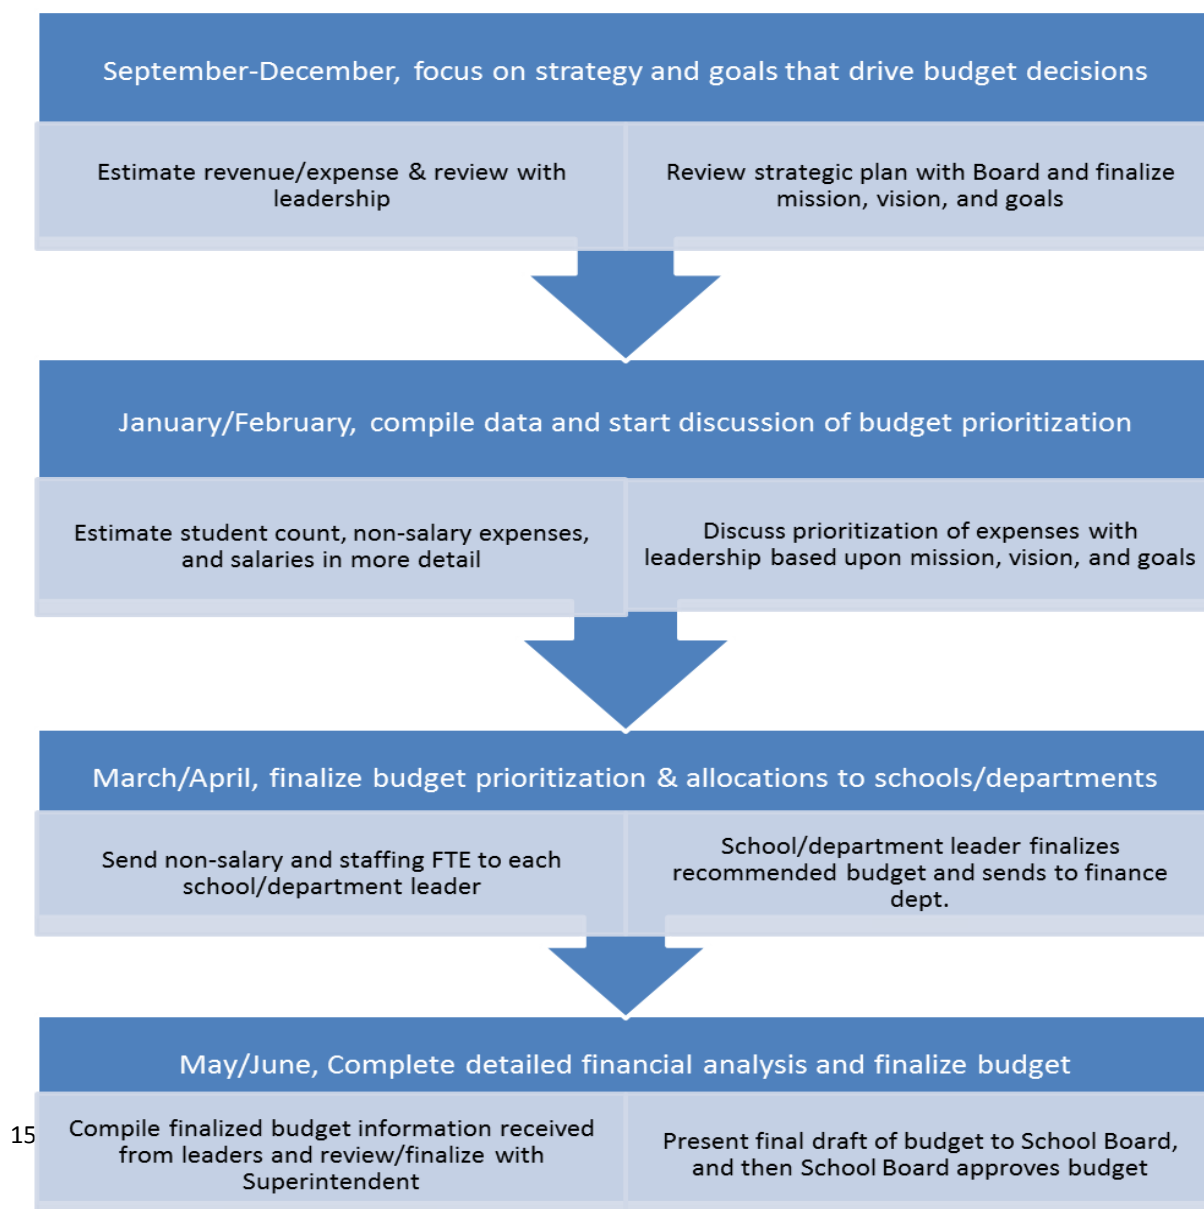 September-December, focus on strategy and goals that drive budget decisions
Estimate revenue/expense & review with
leadership
Review strategic plan with Board and finalize
mission, vision, and goals
January/February, compile data and start discussion of budget prioritization
Estimate student count, non-salary expenses,
and salaries in more detail
Discuss prioritization of expenses with
leadership based upon mission, vision, and goals
March/April, finalize budget prioritization & allocations to schools/departments
Send non-salary and staffing FTE to each
school/department leader
School/department leader finalizes
recommended budget and sends to finance
dept.
May/June, Complete detailed financial analysis and finalize budget
15
Compile finalized budget information received
from leaders and review/finalize with
Superintendent
Present final draft of budget to School Board,
and then School Board approves budget